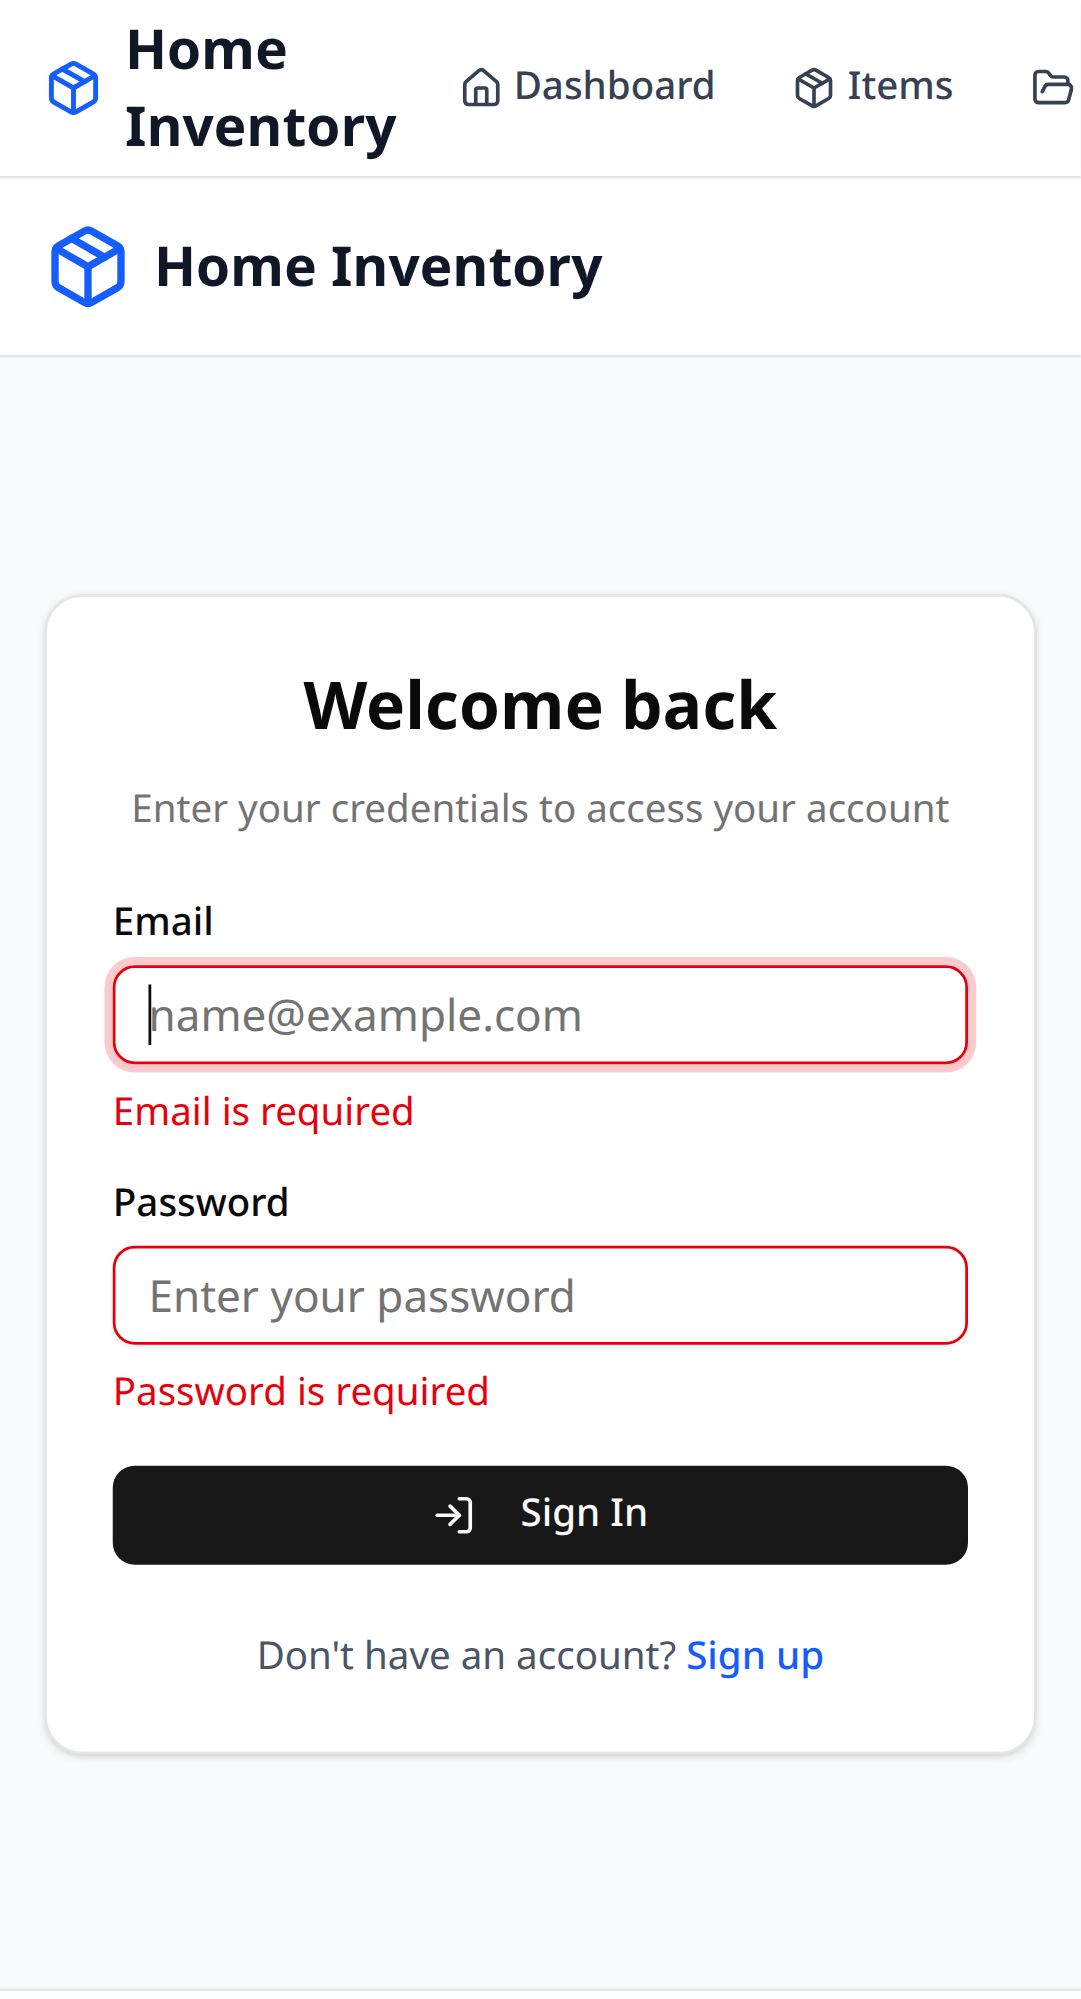 Home
Inventory
Dashboard
Items
Home Inventory
Welcome back
Enter your credentials to access your account
Email
name@example.com
Email is required
Password
Enter your password
Password is required
Sign In
Don't have an account? Sign up